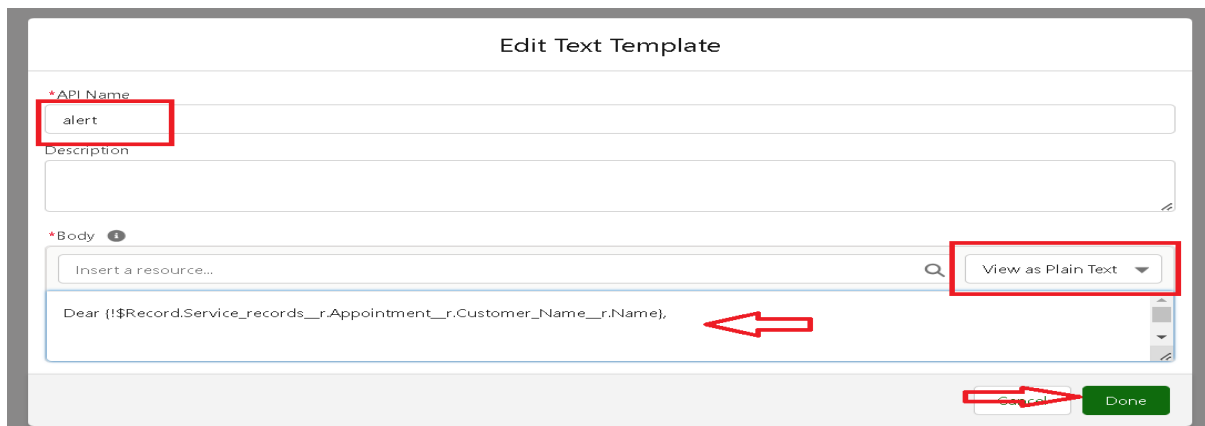 Edit Text Template
*API Name
alert
Description
*Body
Insert a resource...
View as Plain Text
Dear {!$Record.Service_records__r.Appointment__r.Customer_Name__r.Name},
Cancel
Done